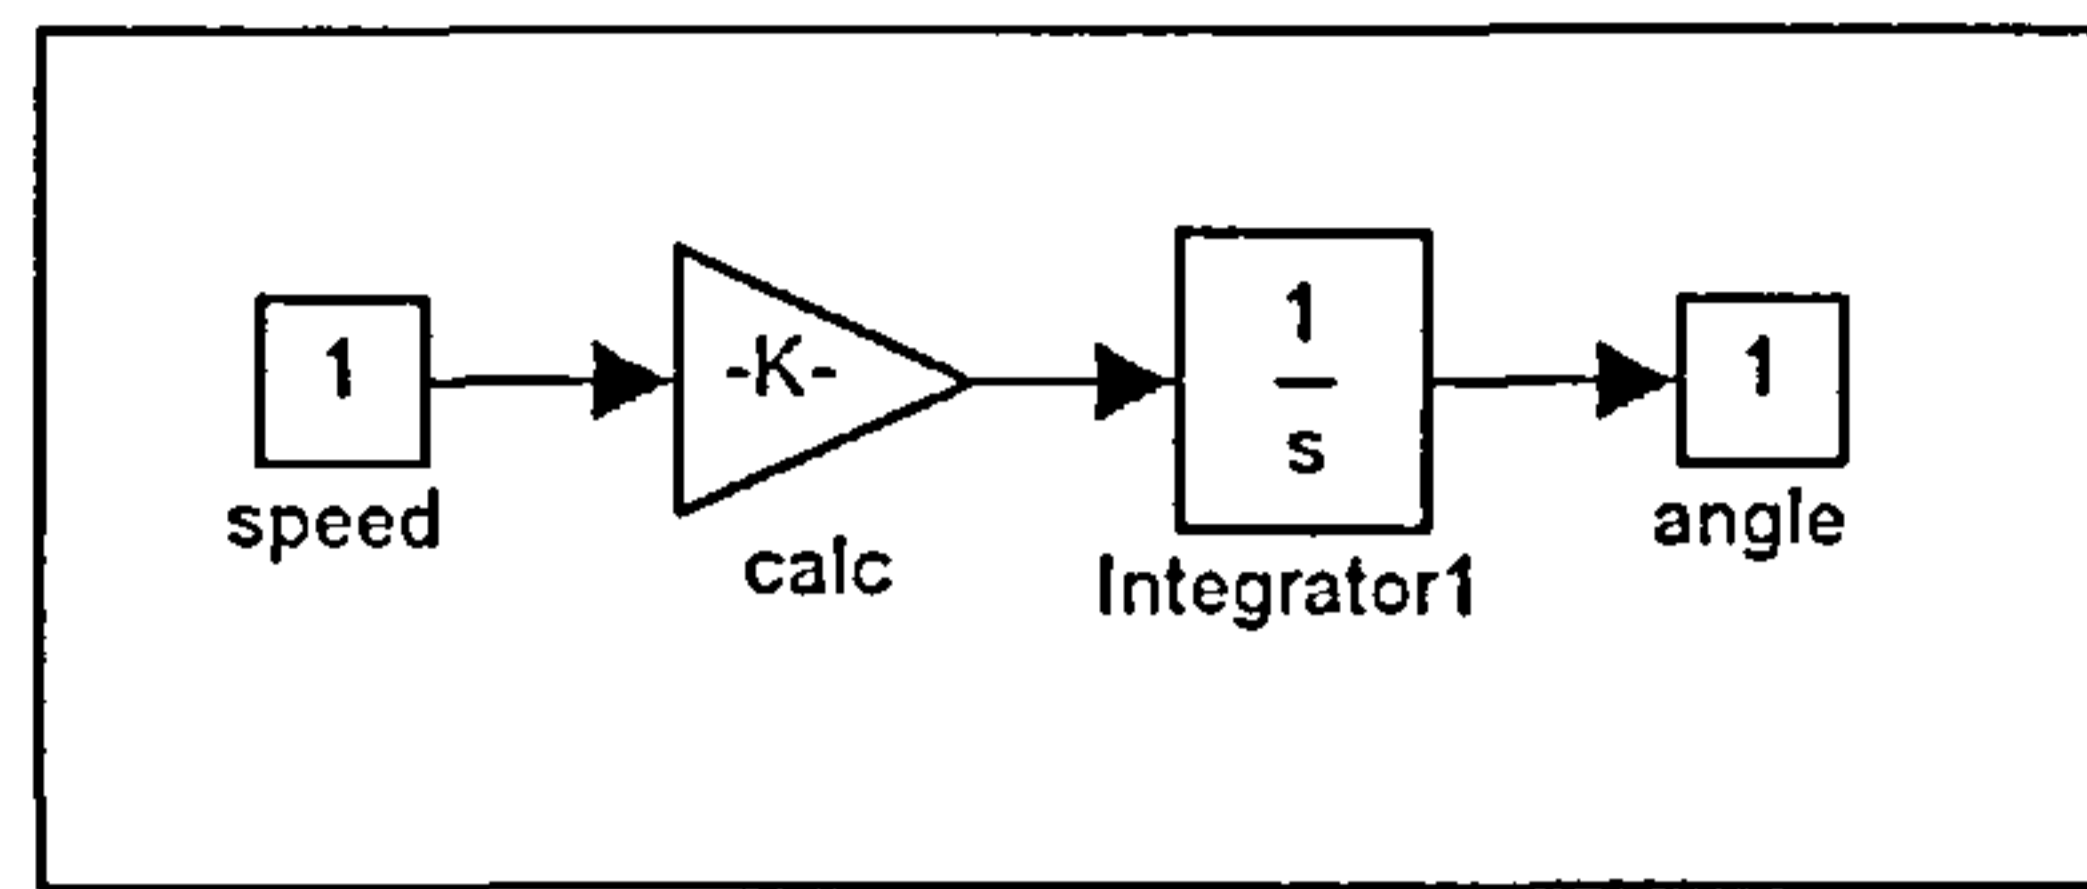 1
speed
-K-
calc
1
s
Integrator1
1
angle